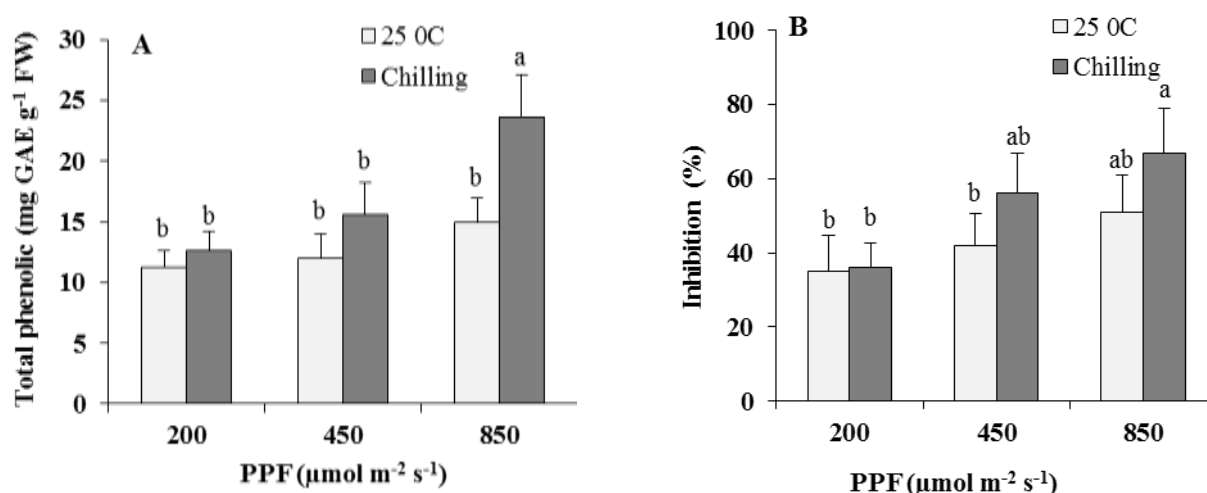 A
25 0C
Chilling
Total phenolic (mg GAE g⁻¹ FW)
30
25
20
15
10
5
0
b
b
b
b
b
a
200
450
850
PPF (µmol m⁻² s⁻¹)
B
25 0C
Chilling
Inhibition (%)
100
80
60
40
20
0
b
b
b
ab
ab
a
200
450
850
PPF (µmol m⁻² s⁻¹)